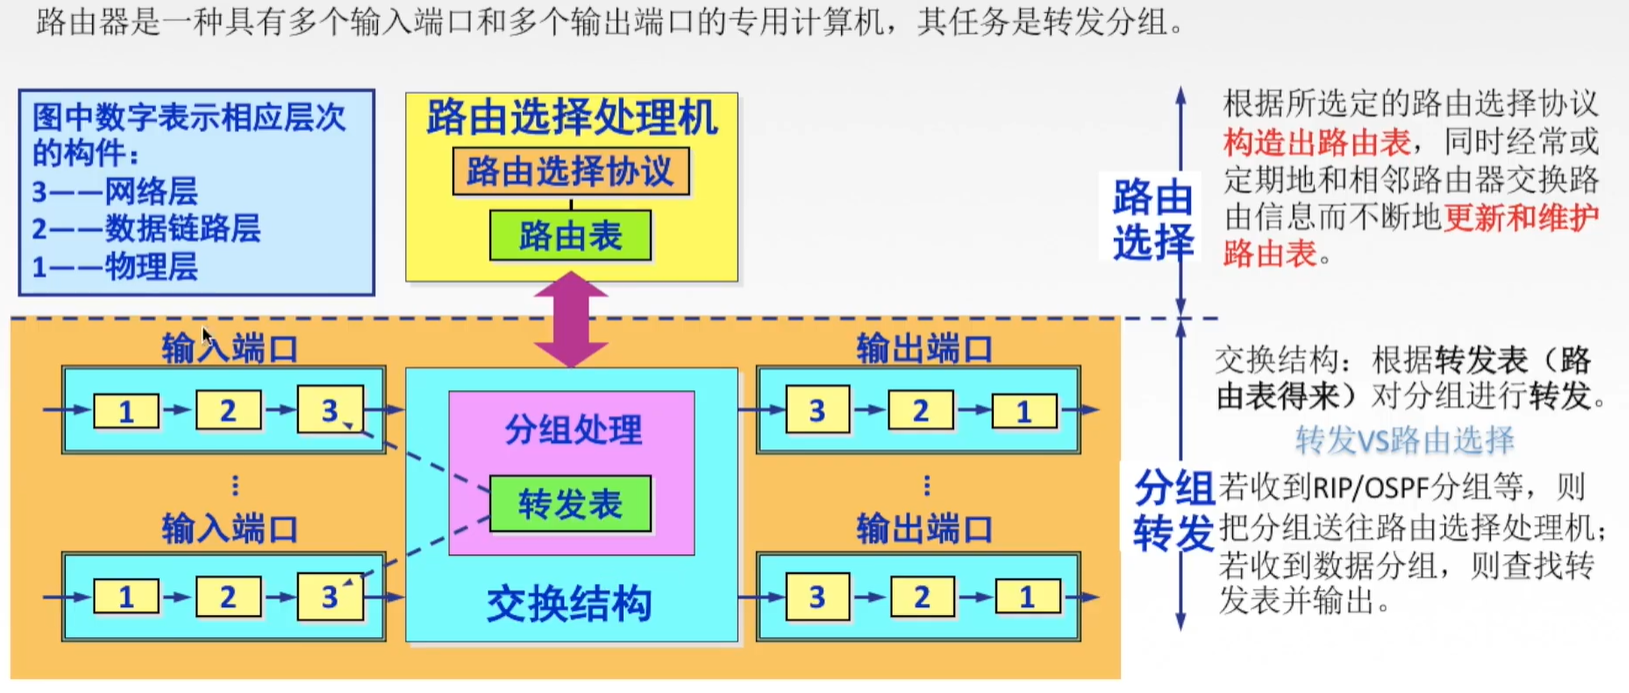 路由器是一种具有多个输入端口和多个输出端口的专用计算机，其任务是转发分组。
图中数字表示相应层次
的构件：
3——网络层
2——数据链路层
1——物理层
路由选择处理机
路由选择协议
路由表
路由
选择
根据所选定的路由选择协议
构造出路由表，同时经常或
定期地和相邻路由器交换路
由信息而不断地更新和维护
路由表。
输入端口
1 2 3
⋮
输入端口
1 2 3
分组处理
转发表
交换结构
输出端口
3 2 1
⋮
输出端口
3 2 1
分组
转发
交换结构：根据转发表（路
由表得来）对分组进行转发。
转发VS路由选择
若收到RIP/OSPF分组等，则
把分组送往路由选择处理机；
若收到数据分组，则查找转
发表并输出。